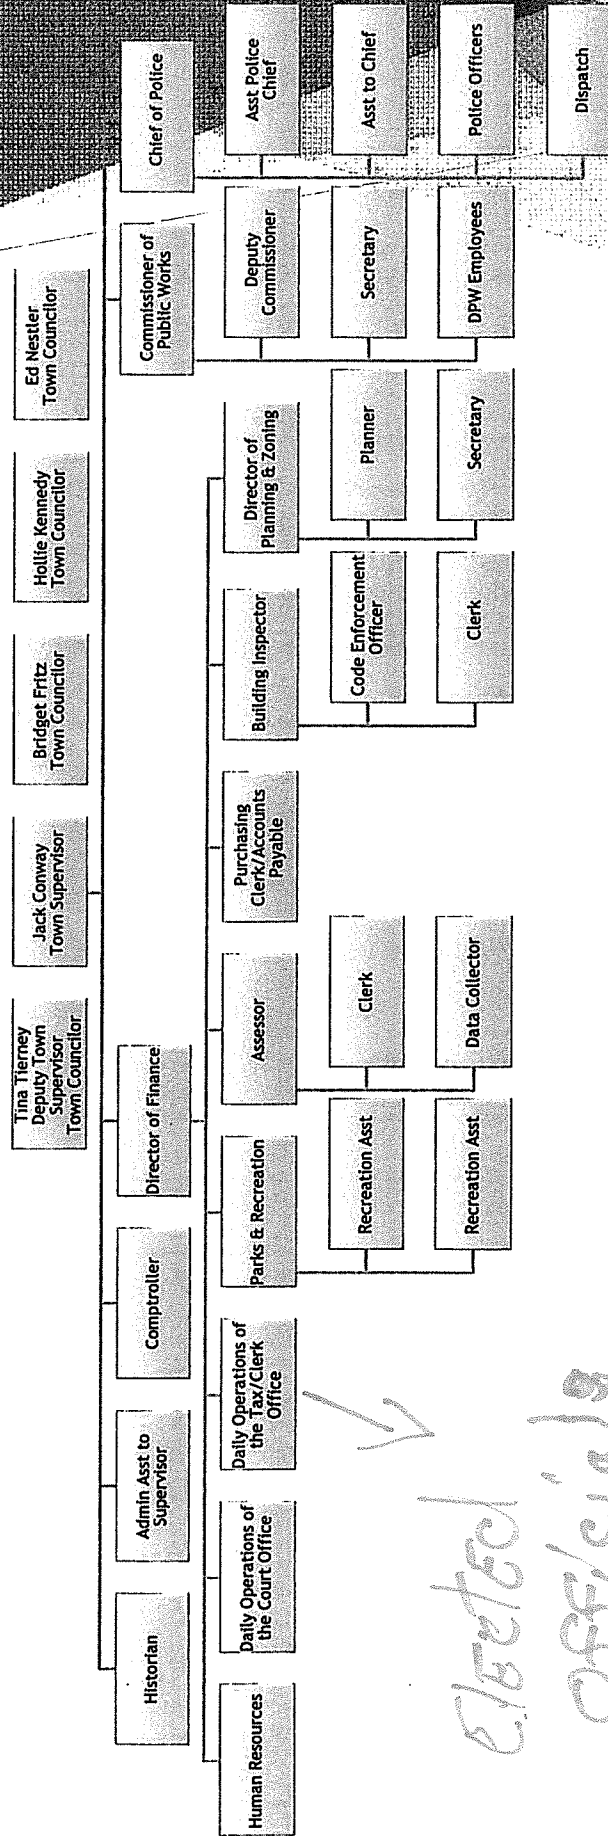 Tina Tierney
Deputy Town
Supervisor
Town Councilor
Jack Conway
Town Supervisor
Bridget Fritz
Town Councilor
Hollie Kennedy
Town Councilor
Ed Nestler
Town Councilor
Historian
Admin Asst to
Supervisor
Comptroller
Director of Finance
Commissioner of
Public Works
Chief of Police
Human Resources
Daily Operations of
the Court Office
Daily Operations of
the Tax/Clerk
Office
Parks & Recreation
Assessor
Purchasing
Clerk/Accounts
Payable
Building Inspector
Director of
Planning & Zoning
Deputy
Commissioner
Asst Police
Chief
Recreation Asst
Clerk
Code Enforcement
Officer
Planner
Secretary
Asst to Chief
Recreation Asst
Data Collector
Clerk
Secretary
DPW Employees
Police Officers
Dispatch
ElEctEd
OFFicials